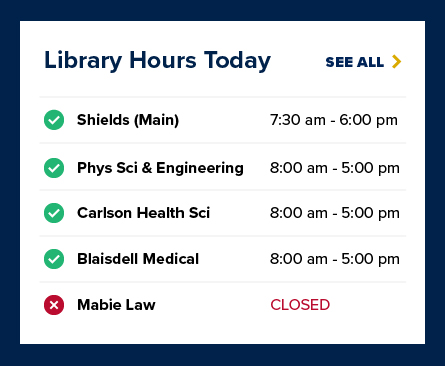 Library Hours Today SEE ALL
Shields (Main) 7:30 am - 6:00 pm
Phys Sci & Engineering 8:00 am - 5:00 pm
Carlson Health Sci 8:00 am - 5:00 pm
Blaisdell Medical 8:00 am - 5:00 pm
Mabie Law CLOSED